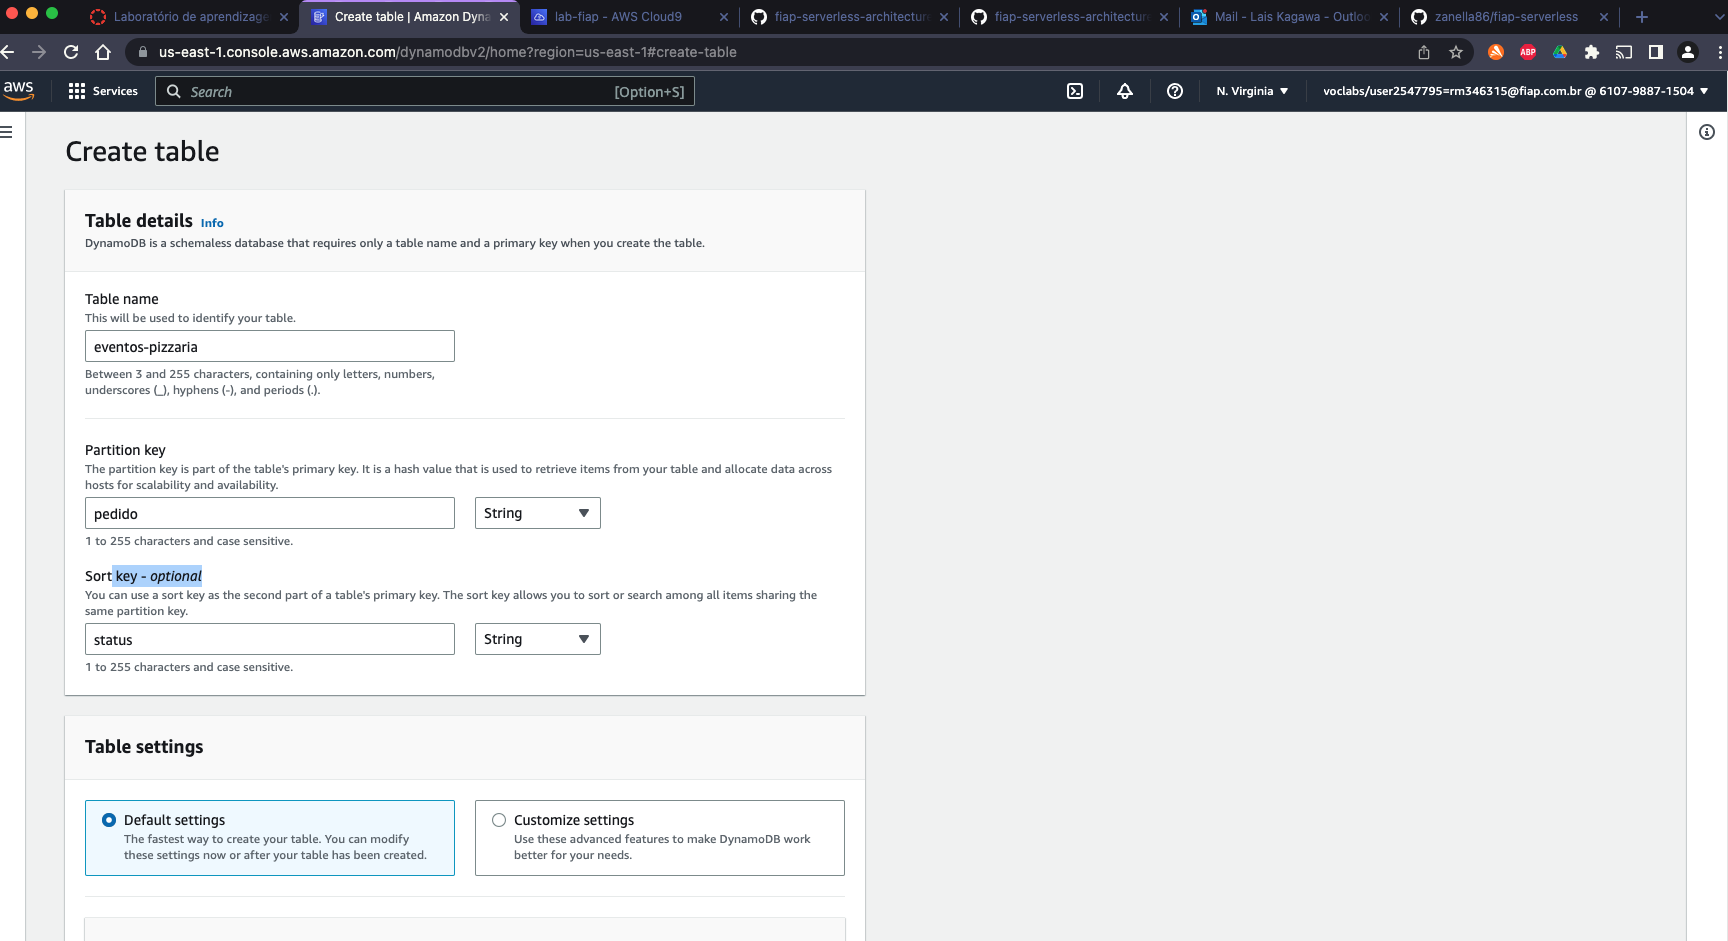 Laboratório de aprendizage
Create table | Amazon Dyna
lab-fiap - AWS Cloud9
fiap-serverless-architecture
fiap-serverless-architecture
Mail - Lais Kagawa - Outloo
zanella86/fiap-serverless
us-east-1.console.aws.amazon.com/dynamodbv2/home?region=us-east-1#create-table
ABP
aws
Services
Search
[Option+S]
N. Virginia
voclabs/user2547795=rm346315@fiap.com.br @ 6107-9887-1504
Create table
Table details Info
DynamoDB is a schemaless database that requires only a table name and a primary key when you create the table.
Table name
This will be used to identify your table.
eventos-pizzaria
Between 3 and 255 characters, containing only letters, numbers,
underscores (_), hyphens (-), and periods (.).
Partition key
The partition key is part of the table's primary key. It is a hash value that is used to retrieve items from your table and allocate data across
hosts for scalability and availability.
pedido
String
1 to 255 characters and case sensitive.
Sort key - optional
You can use a sort key as the second part of a table's primary key. The sort key allows you to sort or search among all items sharing the
same partition key.
status
String
1 to 255 characters and case sensitive.
Table settings
Default settings
The fastest way to create your table. You can modify
these settings now or after your table has been created.
Customize settings
Use these advanced features to make DynamoDB work
better for your needs.